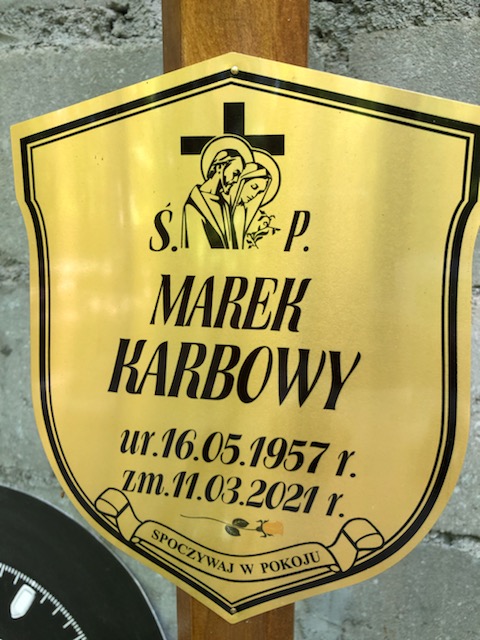 Ś. P.
MAREK
KARBOWY
ur.16.05.1957 r.
zm.11.03.2021 r.
SPOCZYWAJ W POKOJU